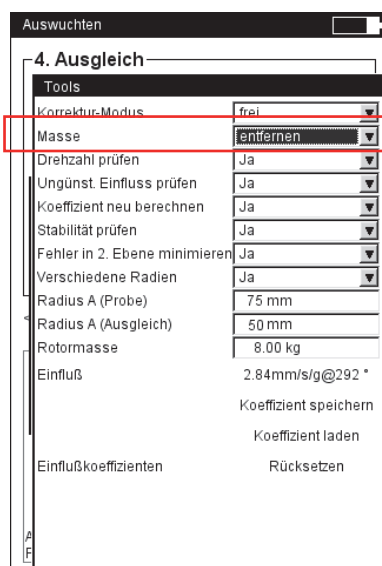 Auswuchten
4. Ausgleich
Tools
Korrektur-Modus frei
Masse entfernen
Drehzahl prüfen Ja
Ungünst. Einfluss prüfen Ja
Koeffizient neu berechnen Ja
Stabilität prüfen Ja
Fehler in 2. Ebene minimieren Ja
Verschiedene Radien Ja
Radius A (Probe) 75 mm
Radius A (Ausgleich) 50 mm
Rotormasse 8.00 kg
Einfluß 2.84mm/s/g@292 °
Koeffizient speichern
Koeffizient laden
Einflußkoeffizienten Rücksetzen